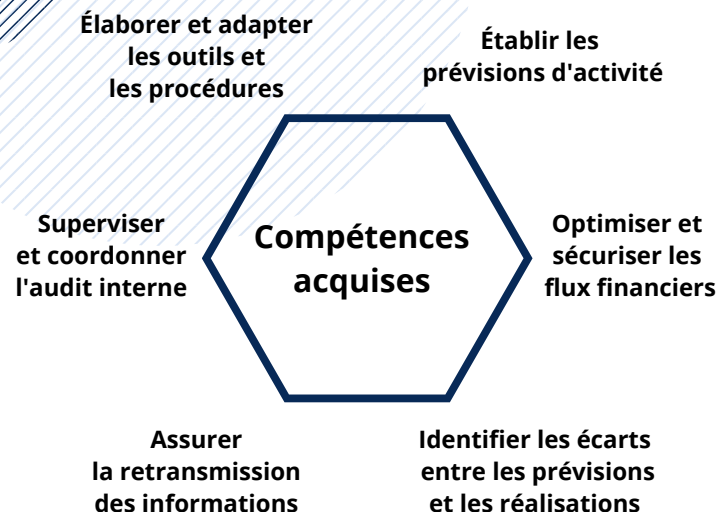 Élaborer et adapter
les outils et
les procédures
Établir les
prévisions d'activité
Superviser
et coordonner
l'audit interne
Compétences
acquises
Optimiser et
sécuriser les
flux financiers
Assurer
la retransmission
des informations
Identifier les écarts
entre les prévisions
et les réalisations